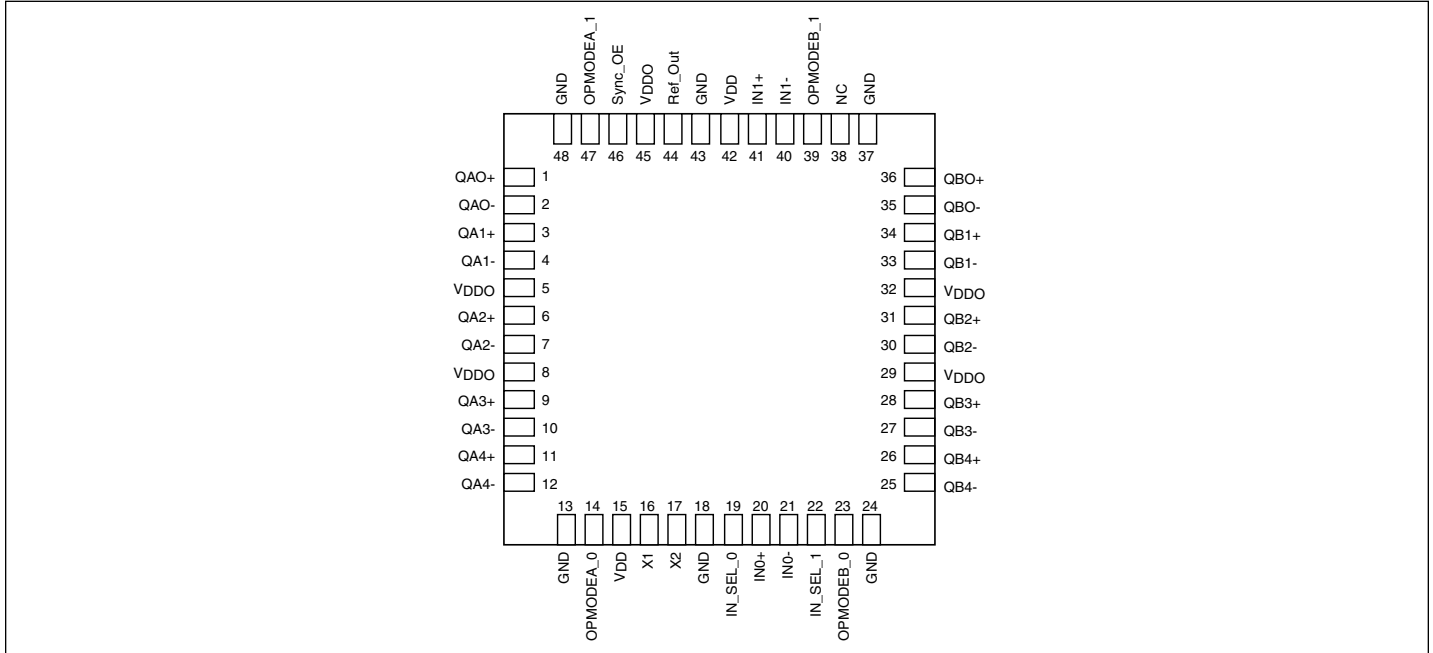 GND OPMODEA_1 Sync_OE VDDO Ref_Out GND VDD IN1+ IN1- OPMODEB_1 NC GND
48 47 46 45 44 43 42 41 40 39 38 37
QAO+ 1 36 QBO+
QAO- 2 35 QBO-
QA1+ 3 34 QB1+
QA1- 4 33 QB1-
VDDO 5 32 VDDO
QA2+ 6 31 QB2+
QA2- 7 30 QB2-
VDDO 8 29 VDDO
QA3+ 9 28 QB3+
QA3- 10 27 QB3-
QA4+ 11 26 QB4+
QA4- 12 25 QB4-
13 14 15 16 17 18 19 20 21 22 23 24
GND OPMODEA_0 VDD X1 X2 GND IN_SEL_0 IN0+ IN0- IN_SEL_1 OPMODEB_0 GND